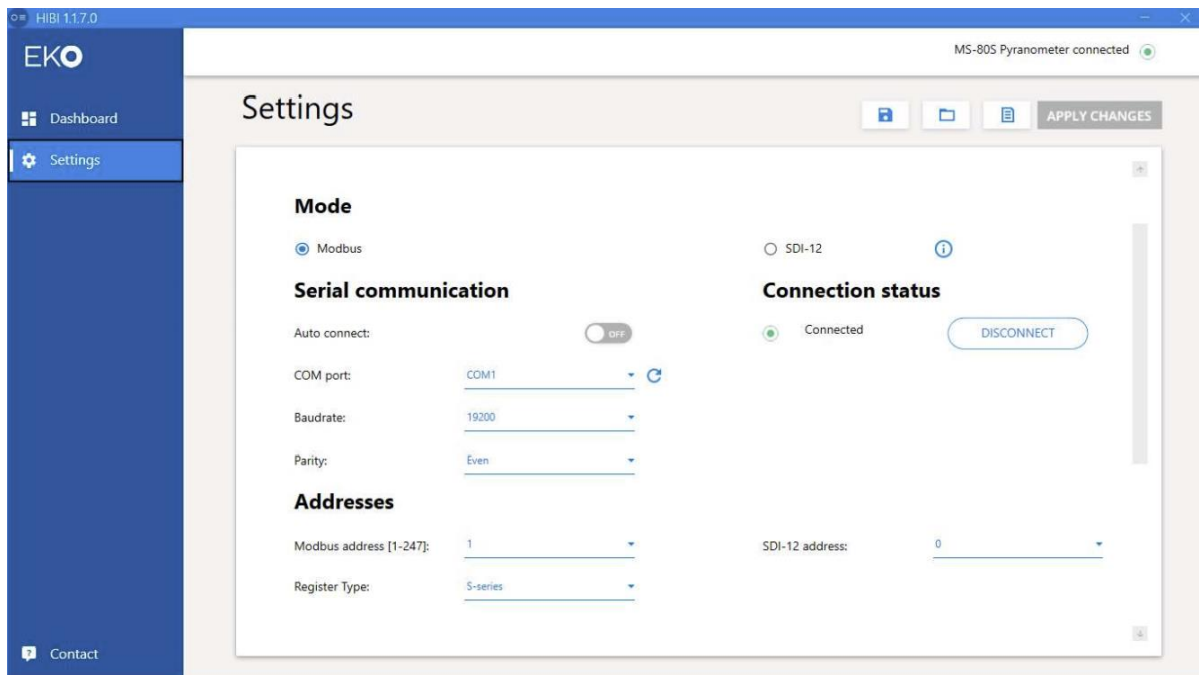 HIBI 1.1.7.0
EKO
MS-80S Pyranometer connected
Dashboard
Settings
Settings
APPLY CHANGES
Mode
Modbus
SDI-12
Serial communication
Connection status
Auto connect:
OFF
Connected
DISCONNECT
COM port:
COM1
Baudrate:
19200
Parity:
Even
Addresses
Modbus address [1-247]:
1
SDI-12 address:
0
Register Type:
S-series
Contact